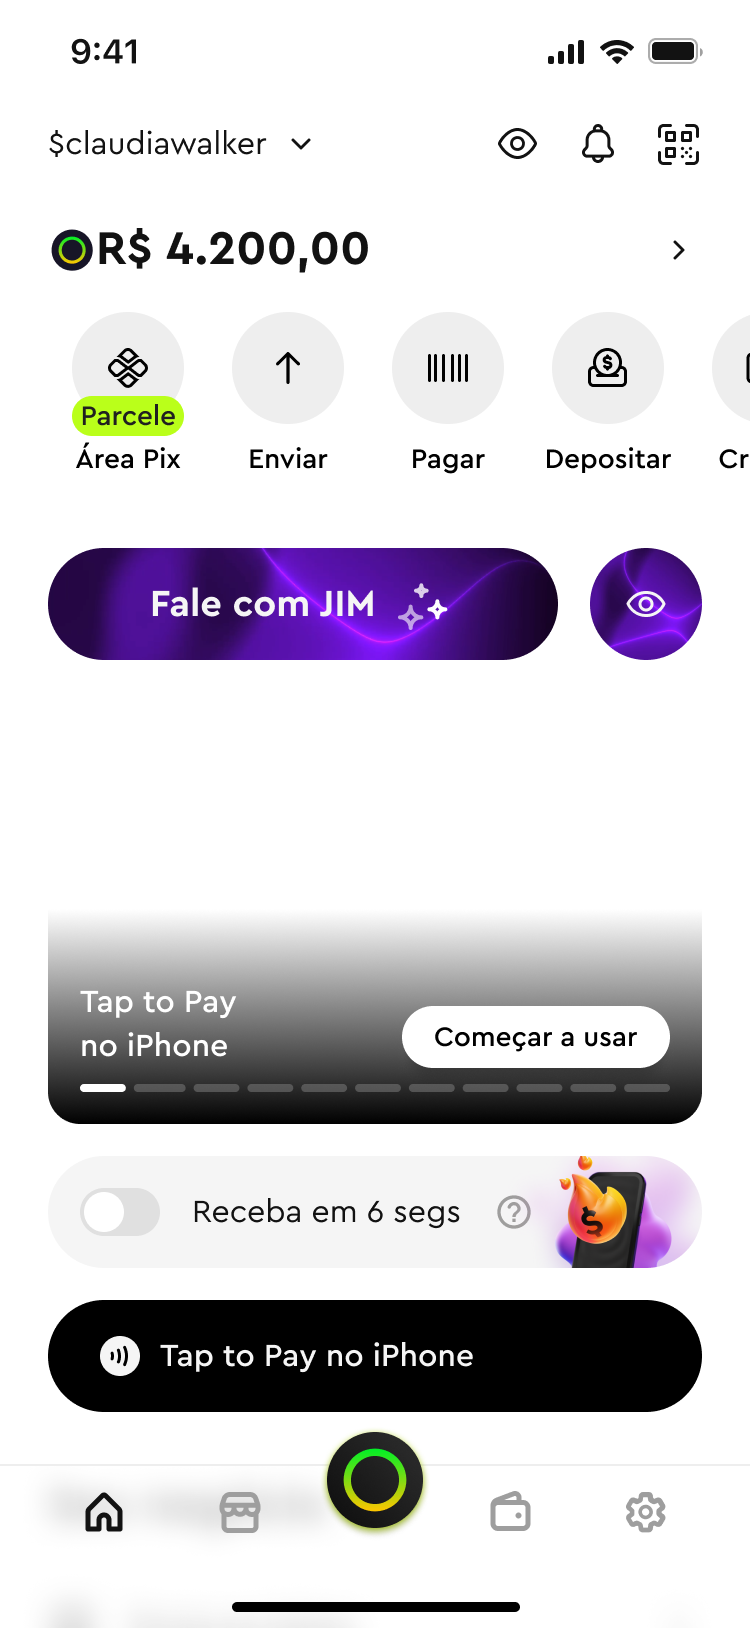 9:41
$claudiawalker
R$ 4.200,00
Parcele
Área Pix
Enviar
Pagar
Depositar
Cr
Fale com JIM
Tap to Pay
no iPhone
Começar a usar
Receba em 6 segs
Tap to Pay no iPhone